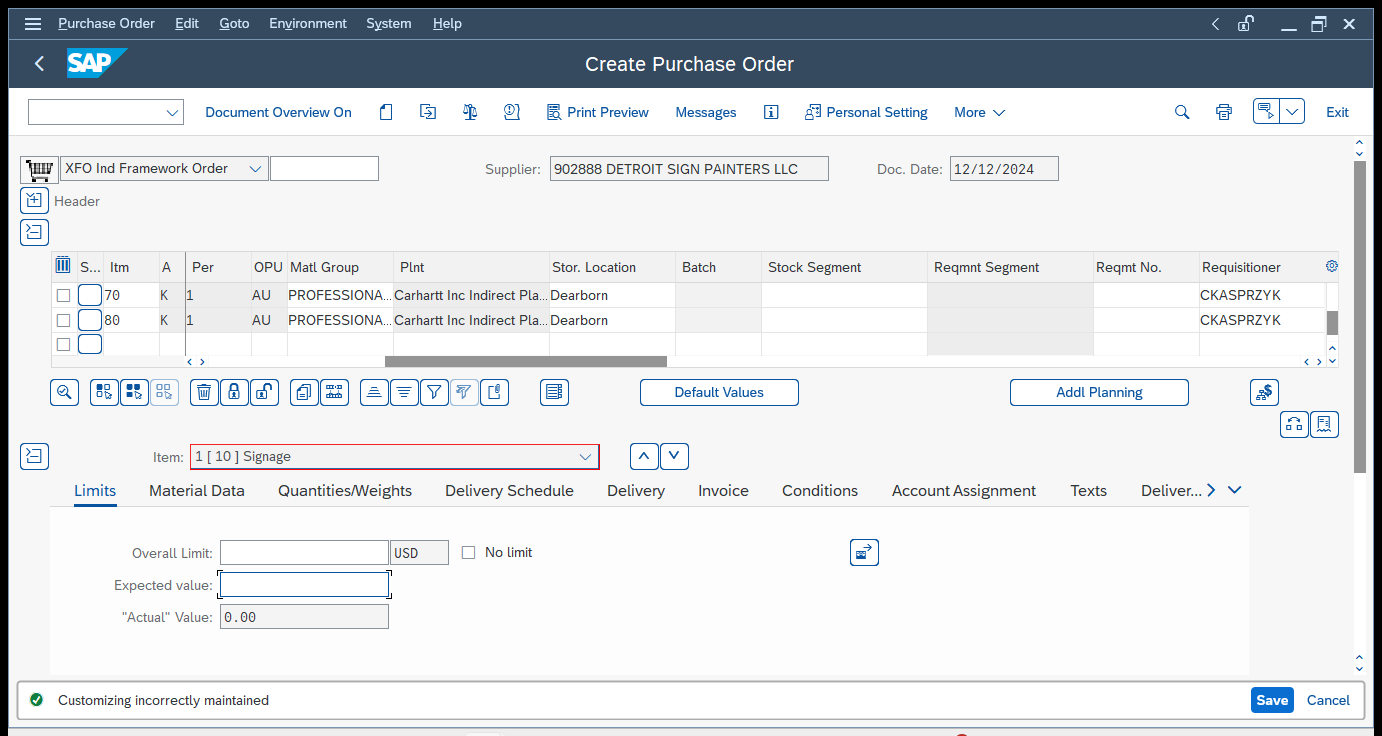 Purchase Order Edit Goto Environment System Help
SAP Create Purchase Order
Document Overview On Print Preview Messages Personal Setting More Exit
XFO Ind Framework Order Supplier: 902888 DETROIT SIGN PAINTERS LLC Doc. Date: 12/12/2024
Header
S... Itm A Per OPU Matl Group Plnt Stor. Location Batch Stock Segment Reqmnt Segment Reqmt No. Requisitioner
70 K 1 AU PROFESSIONA... Carhartt Inc Indirect Pla... Dearborn CKASPRZYK
80 K 1 AU PROFESSIONA... Carhartt Inc Indirect Pla... Dearborn CKASPRZYK
Default Values Addl Planning
Item: 1 [ 10 ] Signage
Limits Material Data Quantities/Weights Delivery Schedule Delivery Invoice Conditions Account Assignment Texts Deliver...
Overall Limit: USD No limit
Expected value:
"Actual" Value: 0.00
Customizing incorrectly maintained Save Cancel